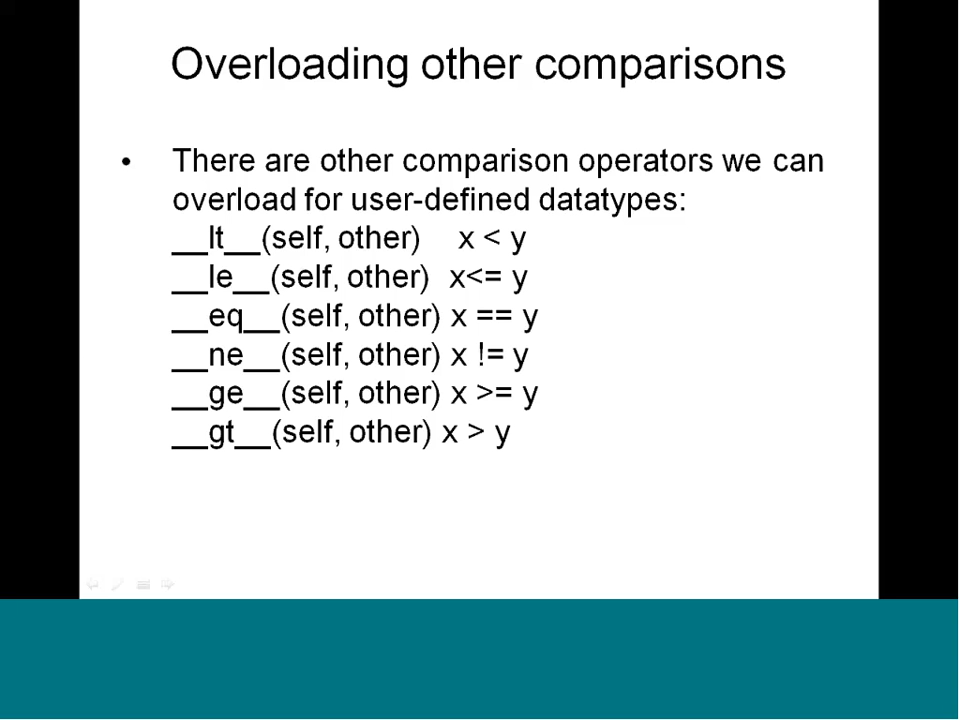 Overloading other comparisons
• There are other comparison operators we can
overload for user-defined datatypes:
__lt__(self, other) x < y
__le__(self, other) x<= y
__eq__(self, other) x == y
__ne__(self, other) x != y
__ge__(self, other) x >= y
__gt__(self, other) x > y